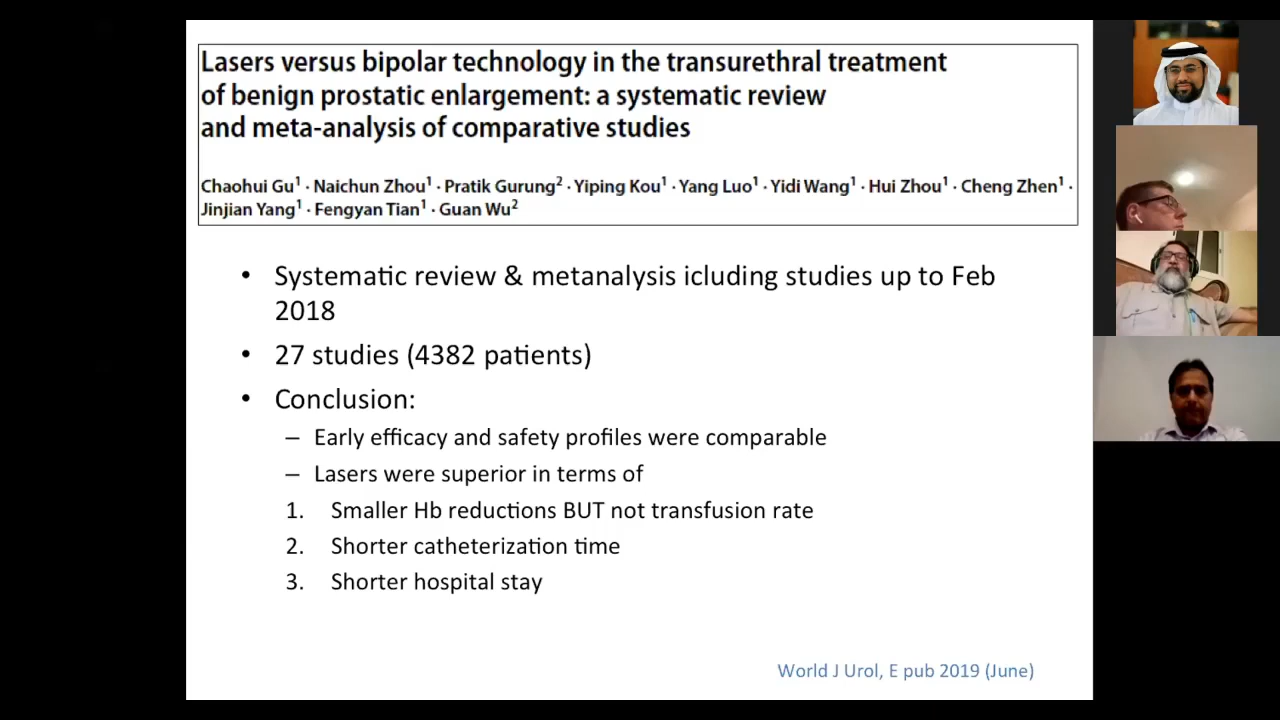 Lasers versus bipolar technology in the transurethral treatment
of benign prostatic enlargement: a systematic review
and meta-analysis of comparative studies
Chaohui Gu¹ · Naichun Zhou¹ · Pratik Gurung² · Yiping Kou¹ · Yang Luo¹ · Yidi Wang¹ · Hui Zhou¹ · Cheng Zhen¹ ·
Jinjian Yang¹ · Fengyan Tian¹ · Guan Wu²
• Systematic review & metanalysis icluding studies up to Feb
2018
• 27 studies (4382 patients)
• Conclusion:
– Early efficacy and safety profiles were comparable
– Lasers were superior in terms of
1. Smaller Hb reductions BUT not transfusion rate
2. Shorter catheterization time
3. Shorter hospital stay
World J Urol, E pub 2019 (June)